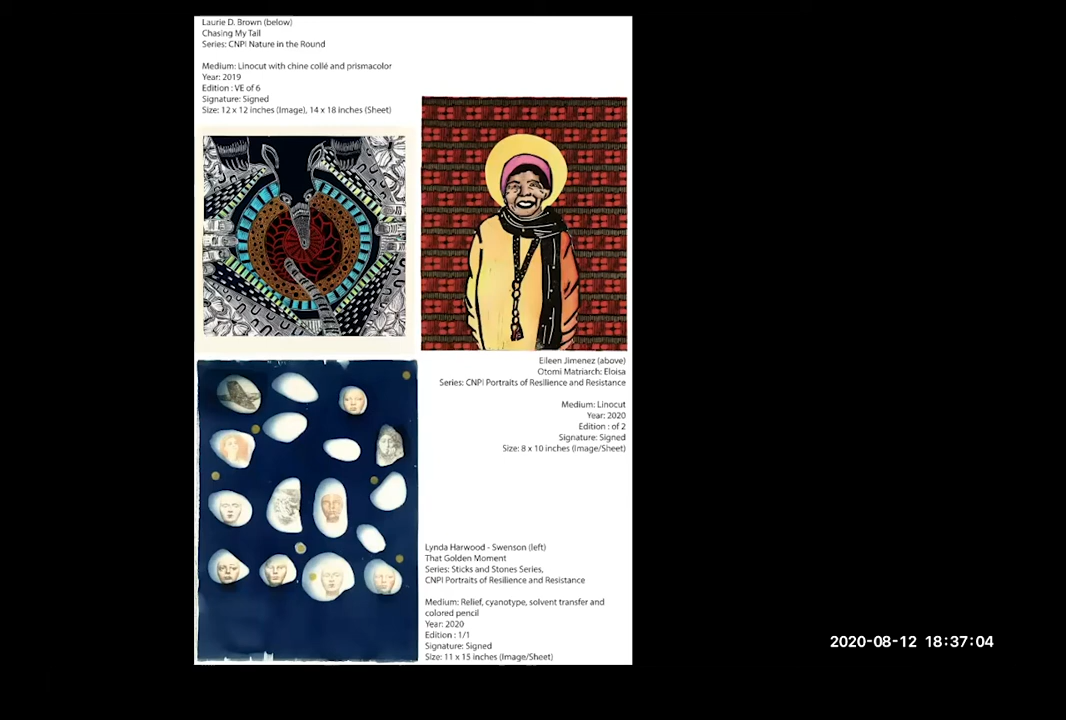 Laurie D. Brown (below)
Chasing My Tail
Series: CNPI Nature in the Round
Medium: Linocut with chine collé and prismacolor
Year: 2019
Edition : VE of 6
Signature: Signed
Size: 12 x 12 inches (Image), 14 x 18 inches (Sheet)
Eileen Jimenez (above)
Otomi Matriarch: Eloisa
Series: CNPI Portraits of Resilience and Resistance
Medium: Linocut
Year: 2020
Edition : of 2
Signature: Signed
Size: 8 x 10 inches (Image/Sheet)
Lynda Harwood - Swenson (left)
That Golden Moment
Series: Sticks and Stones Series,
CNPI Portraits of Resilience and Resistance
Medium: Relief, cyanotype, solvent transfer and
colored pencil
Year: 2020
Edition : 1/1
Signature: Signed
Size: 11 x 15 inches (Image/Sheet)
2020-08-12 18:37:04